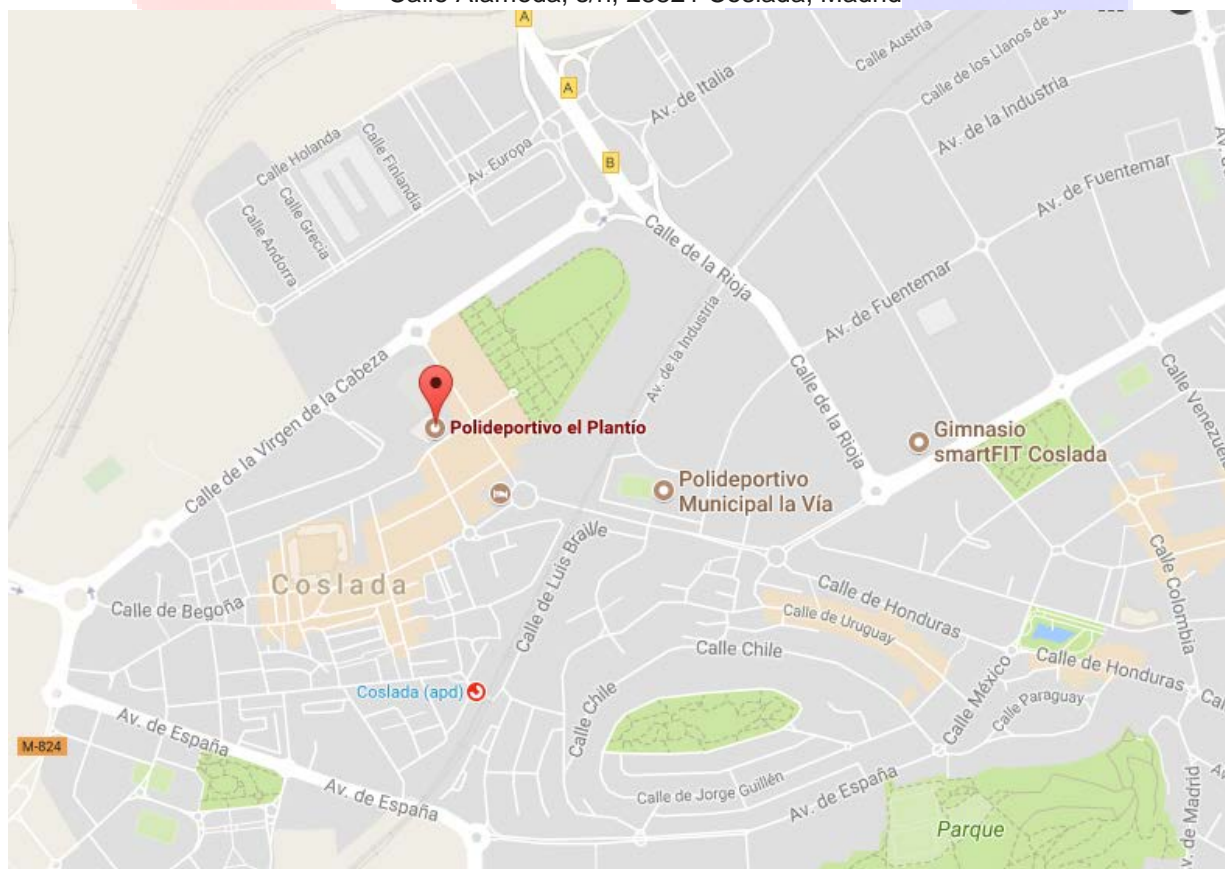 Calle Alameda, s/n, 28821 Coslada, Madrid
A
Calle Austria
Calle de los Llanos de Je
Av. de Italia
A
Av. de la Industria
Calle Holanda
Calle Finlandia
Av. Europa
B
Av. de Fuentemar
Calle Grecia
Calle Andorra
Calle de la Rioja
Av. de Fuentemar
Av. de la Industria
Calle de la Virgen de la Cabeza
Calle de la Rioja
Calle Venezuel
Polideportivo el Plantío
Gimnasio
smartFIT Coslada
Polideportivo
Municipal la Vía
Calle de Luis Braille
Calle Colombia
Coslada
Calle de Begoña
Calle de Honduras
Calle de Uruguay
Calle Chile
Calle de Honduras
Calle México
Coslada (apd)
Calle Chile
Calle Paraguay
Av. de España
M-824
Av. de España
Calle de Jorge Guillén
Av. de España
Parque
Av. de Madrid